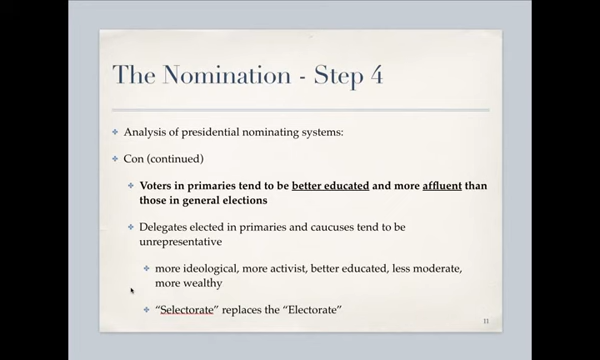 The Nomination - Step 4
Analysis of presidential nominating systems:
Con (continued)
Voters in primaries tend to be better educated and more affluent than
those in general elections
Delegates elected in primaries and caucuses tend to be
unrepresentative
more ideological, more activist, better educated, less moderate,
more wealthy
“Selectorate” replaces the “Electorate”
11